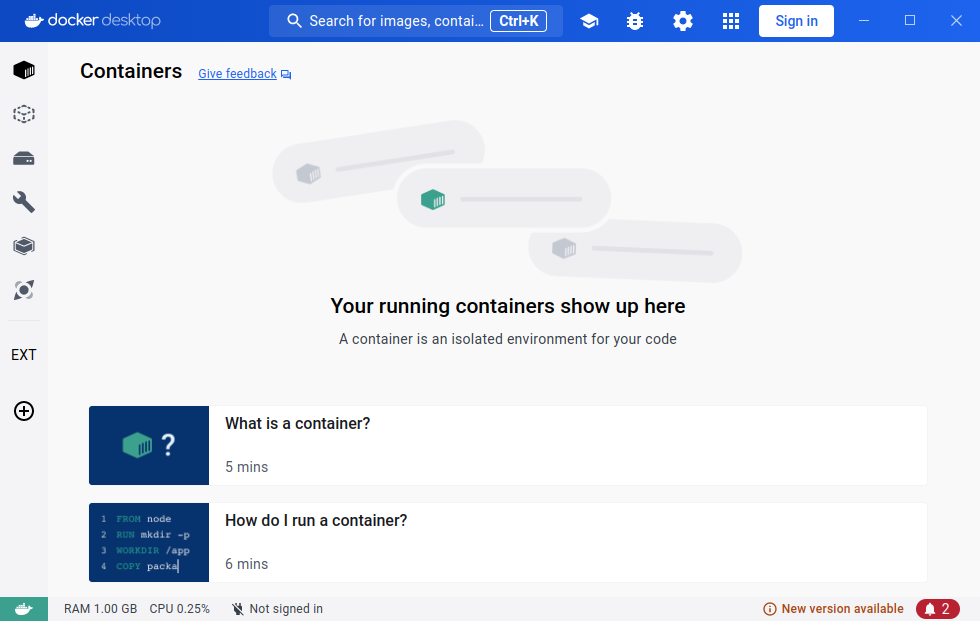 docker desktop
Search for images, contai... Ctrl+K
Sign in
Containers Give feedback
Your running containers show up here
A container is an isolated environment for your code
EXT
?
What is a container?
5 mins
1 FROM node
2 RUN mkdir -p
3 WORKDIR /app
4 COPY packa
How do I run a container?
6 mins
RAM 1.00 GB CPU 0.25% Not signed in New version available 2